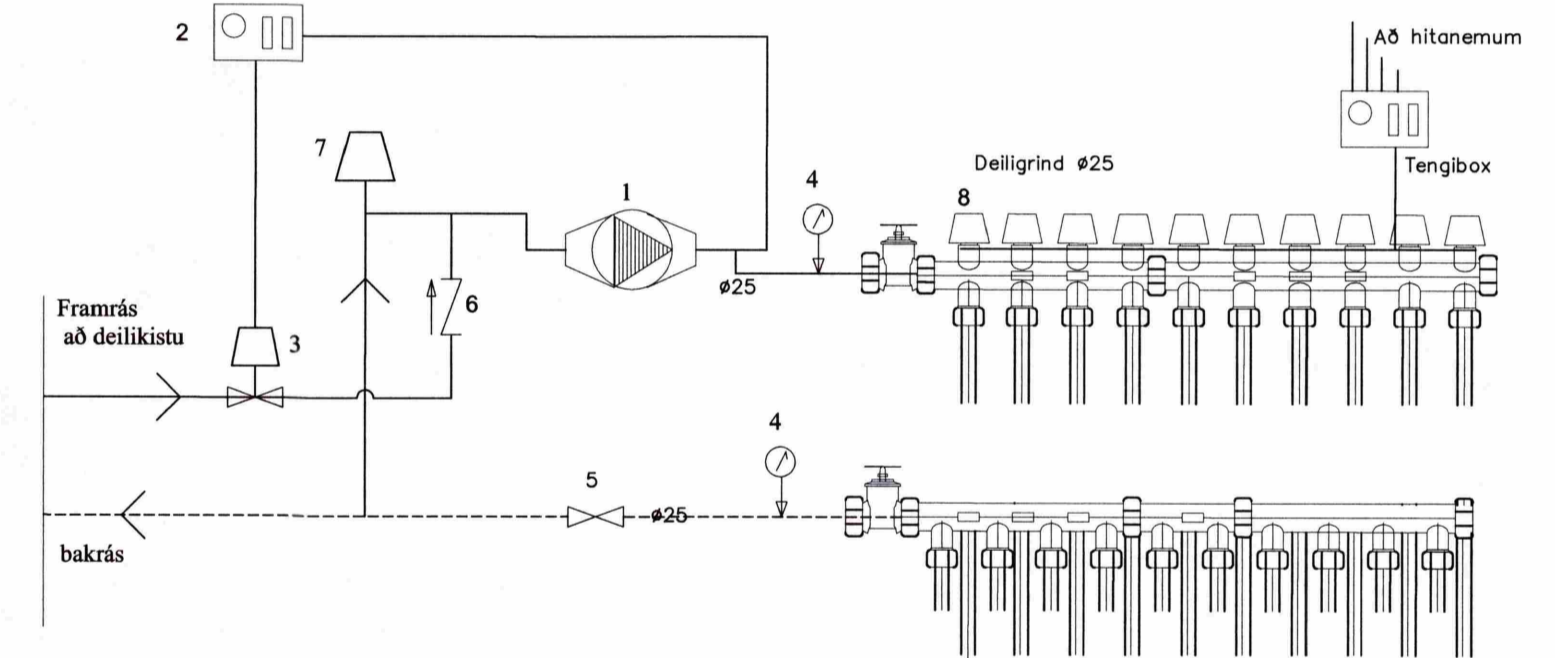 2
Að hitanemum
7
Tengibox
Deiligrind ø25
1
4
8
ø25
Framrás
að deilikistu
3
6
4
5
ø25
bakrás